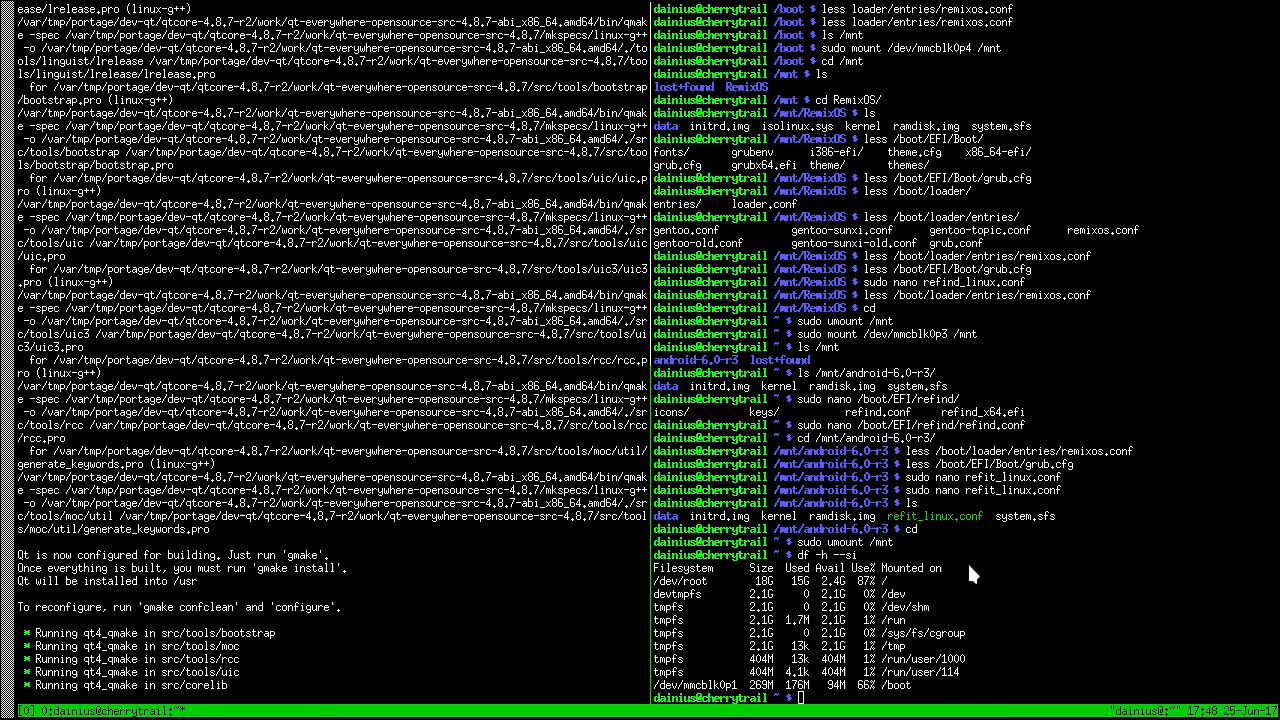 ease/lrelease.pro (linux-g++)
/var/tmp/portage/dev-qt/qtcore-4.8.7-r2/work/qt-everywhere-opensource-src-4.8.7-abi_x86_64.amd64/bin/qmak
e -spec /var/tmp/portage/dev-qt/qtcore-4.8.7-r2/work/qt-everywhere-opensource-src-4.8.7/mkspecs/linux-g++
 -o /var/tmp/portage/dev-qt/qtcore-4.8.7-r2/work/qt-everywhere-opensource-src-4.8.7-abi_x86_64.amd64/./to
ols/linguist/lrelease /var/tmp/portage/dev-qt/qtcore-4.8.7-r2/work/qt-everywhere-opensource-src-4.8.7/too
ls/linguist/lrelease/lrelease.pro
  for /var/tmp/portage/dev-qt/qtcore-4.8.7-r2/work/qt-everywhere-opensource-src-4.8.7/src/tools/bootstrap
/bootstrap.pro (linux-g++)
/var/tmp/portage/dev-qt/qtcore-4.8.7-r2/work/qt-everywhere-opensource-src-4.8.7-abi_x86_64.amd64/bin/qmak
e -spec /var/tmp/portage/dev-qt/qtcore-4.8.7-r2/work/qt-everywhere-opensource-src-4.8.7/mkspecs/linux-g++
 -o /var/tmp/portage/dev-qt/qtcore-4.8.7-r2/work/qt-everywhere-opensource-src-4.8.7-abi_x86_64.amd64/./sr
c/tools/bootstrap /var/tmp/portage/dev-qt/qtcore-4.8.7-r2/work/qt-everywhere-opensource-src-4.8.7/src/too
ls/bootstrap/bootstrap.pro
  for /var/tmp/portage/dev-qt/qtcore-4.8.7-r2/work/qt-everywhere-opensource-src-4.8.7/src/tools/uic/uic.p
ro (linux-g++)
/var/tmp/portage/dev-qt/qtcore-4.8.7-r2/work/qt-everywhere-opensource-src-4.8.7-abi_x86_64.amd64/bin/qmak
e -spec /var/tmp/portage/dev-qt/qtcore-4.8.7-r2/work/qt-everywhere-opensource-src-4.8.7/mkspecs/linux-g++
 -o /var/tmp/portage/dev-qt/qtcore-4.8.7-r2/work/qt-everywhere-opensource-src-4.8.7-abi_x86_64.amd64/./sr
c/tools/uic /var/tmp/portage/dev-qt/qtcore-4.8.7-r2/work/qt-everywhere-opensource-src-4.8.7/src/tools/uic
/uic.pro
  for /var/tmp/portage/dev-qt/qtcore-4.8.7-r2/work/qt-everywhere-opensource-src-4.8.7/src/tools/uic3/uic3
.pro (linux-g++)
/var/tmp/portage/dev-qt/qtcore-4.8.7-r2/work/qt-everywhere-opensource-src-4.8.7-abi_x86_64.amd64/bin/qmak
e -spec /var/tmp/portage/dev-qt/qtcore-4.8.7-r2/work/qt-everywhere-opensource-src-4.8.7/mkspecs/linux-g++
 -o /var/tmp/portage/dev-qt/qtcore-4.8.7-r2/work/qt-everywhere-opensource-src-4.8.7-abi_x86_64.amd64/./sr
c/tools/uic3 /var/tmp/portage/dev-qt/qtcore-4.8.7-r2/work/qt-everywhere-opensource-src-4.8.7/src/tools/ui
c3/uic3.pro
  for /var/tmp/portage/dev-qt/qtcore-4.8.7-r2/work/qt-everywhere-opensource-src-4.8.7/src/tools/rcc/rcc.p
ro (linux-g++)
/var/tmp/portage/dev-qt/qtcore-4.8.7-r2/work/qt-everywhere-opensource-src-4.8.7-abi_x86_64.amd64/bin/qmak
e -spec /var/tmp/portage/dev-qt/qtcore-4.8.7-r2/work/qt-everywhere-opensource-src-4.8.7/mkspecs/linux-g++
 -o /var/tmp/portage/dev-qt/qtcore-4.8.7-r2/work/qt-everywhere-opensource-src-4.8.7-abi_x86_64.amd64/./sr
c/tools/rcc /var/tmp/portage/dev-qt/qtcore-4.8.7-r2/work/qt-everywhere-opensource-src-4.8.7/src/tools/rcc
/rcc.pro
  for /var/tmp/portage/dev-qt/qtcore-4.8.7-r2/work/qt-everywhere-opensource-src-4.8.7/src/tools/moc/util/
generate_keywords.pro (linux-g++)
/var/tmp/portage/dev-qt/qtcore-4.8.7-r2/work/qt-everywhere-opensource-src-4.8.7-abi_x86_64.amd64/bin/qmak
e -spec /var/tmp/portage/dev-qt/qtcore-4.8.7-r2/work/qt-everywhere-opensource-src-4.8.7/mkspecs/linux-g++
 -o /var/tmp/portage/dev-qt/qtcore-4.8.7-r2/work/qt-everywhere-opensource-src-4.8.7-abi_x86_64.amd64/./sr
c/tools/moc/util /var/tmp/portage/dev-qt/qtcore-4.8.7-r2/work/qt-everywhere-opensource-src-4.8.7/src/tool
s/moc/util/generate_keywords.pro

Qt is now configured for building. Just run 'gmake'.
Once everything is built, you must run 'gmake install'.
Qt will be installed into /usr

To reconfigure, run 'gmake confclean' and 'configure'.

 * Running qt4_qmake in src/tools/bootstrap
 * Running qt4_qmake in src/tools/moc
 * Running qt4_qmake in src/tools/rcc
 * Running qt4_qmake in src/tools/uic
 * Running qt4_qmake in src/corelib
dainius@cherrytrail /boot $ less loader/entries/remixos.conf
dainius@cherrytrail /boot $ less loader/entries/remixos.conf
dainius@cherrytrail /boot $ ls /mnt
dainius@cherrytrail /boot $ sudo mount /dev/mmcblk0p4 /mnt
dainius@cherrytrail /boot $ cd /mnt
dainius@cherrytrail /mnt $ ls
lost+found  RemixOS
dainius@cherrytrail /mnt $ cd RemixOS/
dainius@cherrytrail /mnt/RemixOS $ ls
data  initrd.img  isolinux.sys  kernel  ramdisk.img  system.sfs
dainius@cherrytrail /mnt/RemixOS $ less /boot/EFI/Boot/
fonts/       grubenv      i386-efi/    theme.cfg    x86_64-efi/
grub.cfg     grubx64.efi  theme/       themes/
dainius@cherrytrail /mnt/RemixOS $ less /boot/EFI/Boot/grub.cfg
dainius@cherrytrail /mnt/RemixOS $ less /boot/loader/
entries/     loader.conf
dainius@cherrytrail /mnt/RemixOS $ less /boot/loader/entries/
gentoo.conf            gentoo-sunxi.conf      gentoo-topic.conf      remixos.conf
gentoo-old.conf        gentoo-sunxi-old.conf  grub.conf
dainius@cherrytrail /mnt/RemixOS $ less /boot/loader/entries/remixos.conf
dainius@cherrytrail /mnt/RemixOS $ less /boot/EFI/Boot/grub.cfg
dainius@cherrytrail /mnt/RemixOS $ sudo nano refind_linux.conf
dainius@cherrytrail /mnt/RemixOS $ less /boot/loader/entries/remixos.conf
dainius@cherrytrail /mnt/RemixOS $ cd
dainius@cherrytrail ~ $ sudo umount /mnt
dainius@cherrytrail ~ $ sudo mount /dev/mmcblk0p3 /mnt
dainius@cherrytrail ~ $ ls /mnt
android-6.0-r3  lost+found
dainius@cherrytrail ~ $ ls /mnt/android-6.0-r3/
data  initrd.img  kernel  ramdisk.img  system.sfs
dainius@cherrytrail ~ $ sudo nano /boot/EFI/refind/
icons/          keys/           refind.conf     refind_x64.efi
dainius@cherrytrail ~ $ sudo nano /boot/EFI/refind/refind.conf
dainius@cherrytrail ~ $ cd /mnt/android-6.0-r3/
dainius@cherrytrail /mnt/android-6.0-r3 $ less /boot/loader/entries/remixos.conf
dainius@cherrytrail /mnt/android-6.0-r3 $ less /boot/EFI/Boot/grub.cfg
dainius@cherrytrail /mnt/android-6.0-r3 $ sudo nano refit_linux.conf
dainius@cherrytrail /mnt/android-6.0-r3 $ sudo nano refit_linux.conf
dainius@cherrytrail /mnt/android-6.0-r3 $ ls
data  initrd.img  kernel  ramdisk.img  refit_linux.conf  system.sfs
dainius@cherrytrail /mnt/android-6.0-r3 $ cd
dainius@cherrytrail ~ $ sudo umount /mnt
dainius@cherrytrail ~ $ df -h --si
Filesystem      Size  Used Avail Use% Mounted on
/dev/root        18G   15G  2.4G  87% /
devtmpfs        2.1G     0  2.1G   0% /dev
tmpfs           2.1G     0  2.1G   0% /dev/shm
tmpfs           2.1G  1.7M  2.1G   1% /run
tmpfs           2.1G     0  2.1G   0% /sys/fs/cgroup
tmpfs           2.1G   13k  2.1G   1% /tmp
tmpfs           404M   13k  404M   1% /run/user/1000
tmpfs           404M  4.1k  404M   1% /run/user/114
/dev/mmcblk0p1  269M  176M   94M  66% /boot
dainius@cherrytrail ~ $
[0] 0:dainius@cherrytrail:~* "dainius@:~" 17:48 25-Jun-17